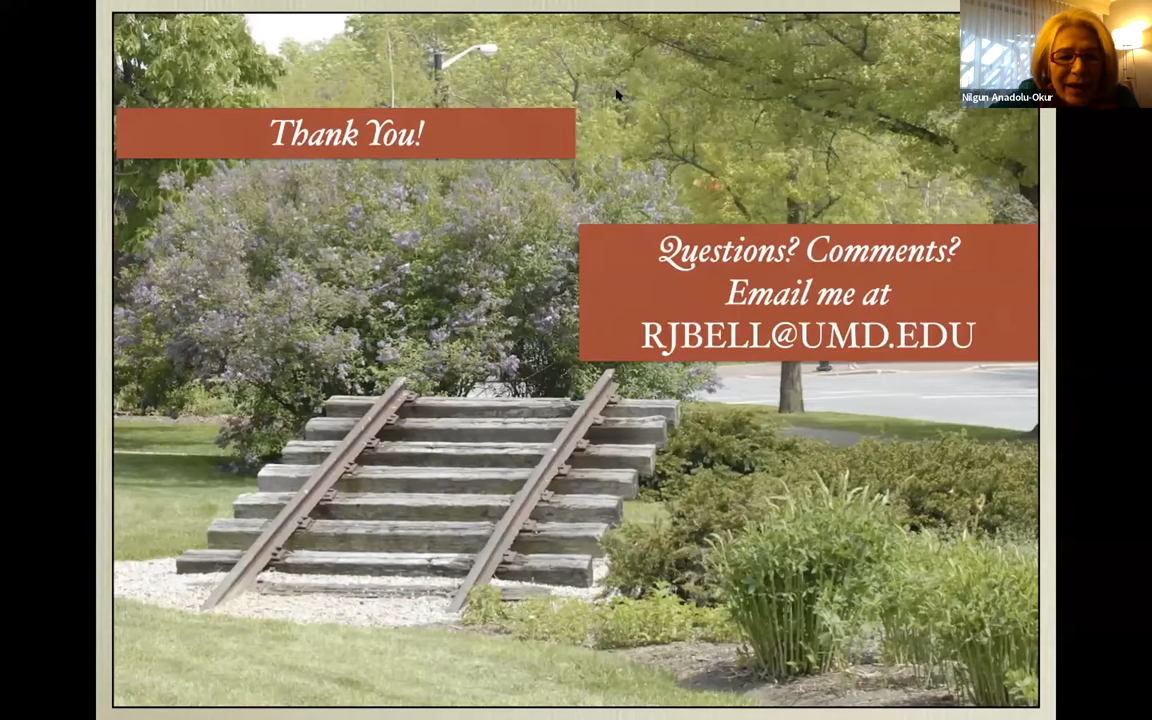 Thank You!
Questions? Comments?
Email me at
RJBELL@UMD.EDU
Nilgun Anadolu-Okur